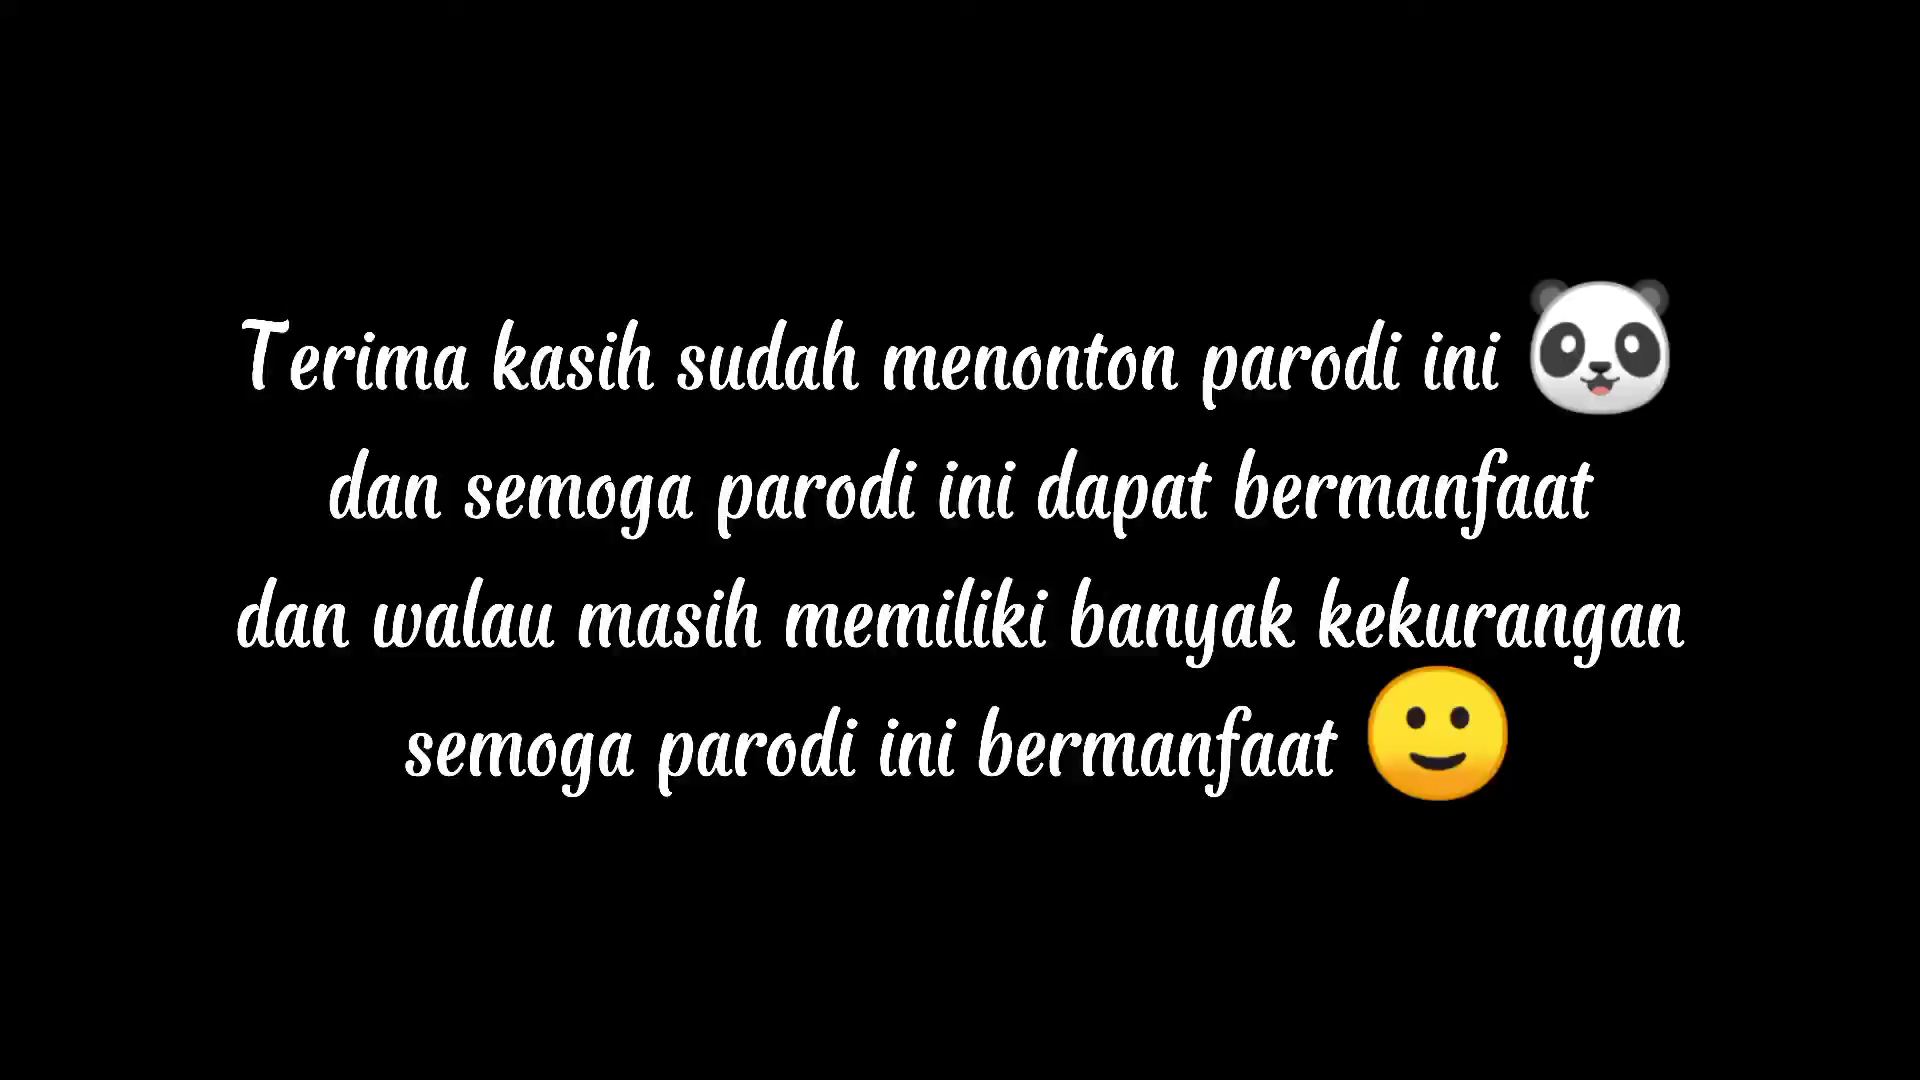 Terima kasih sudah menonton parodi ini 🐼
dan semoga parodi ini dapat bermanfaat
dan walau masih memiliki banyak kekurangan
semoga parodi ini bermanfaat 🙂